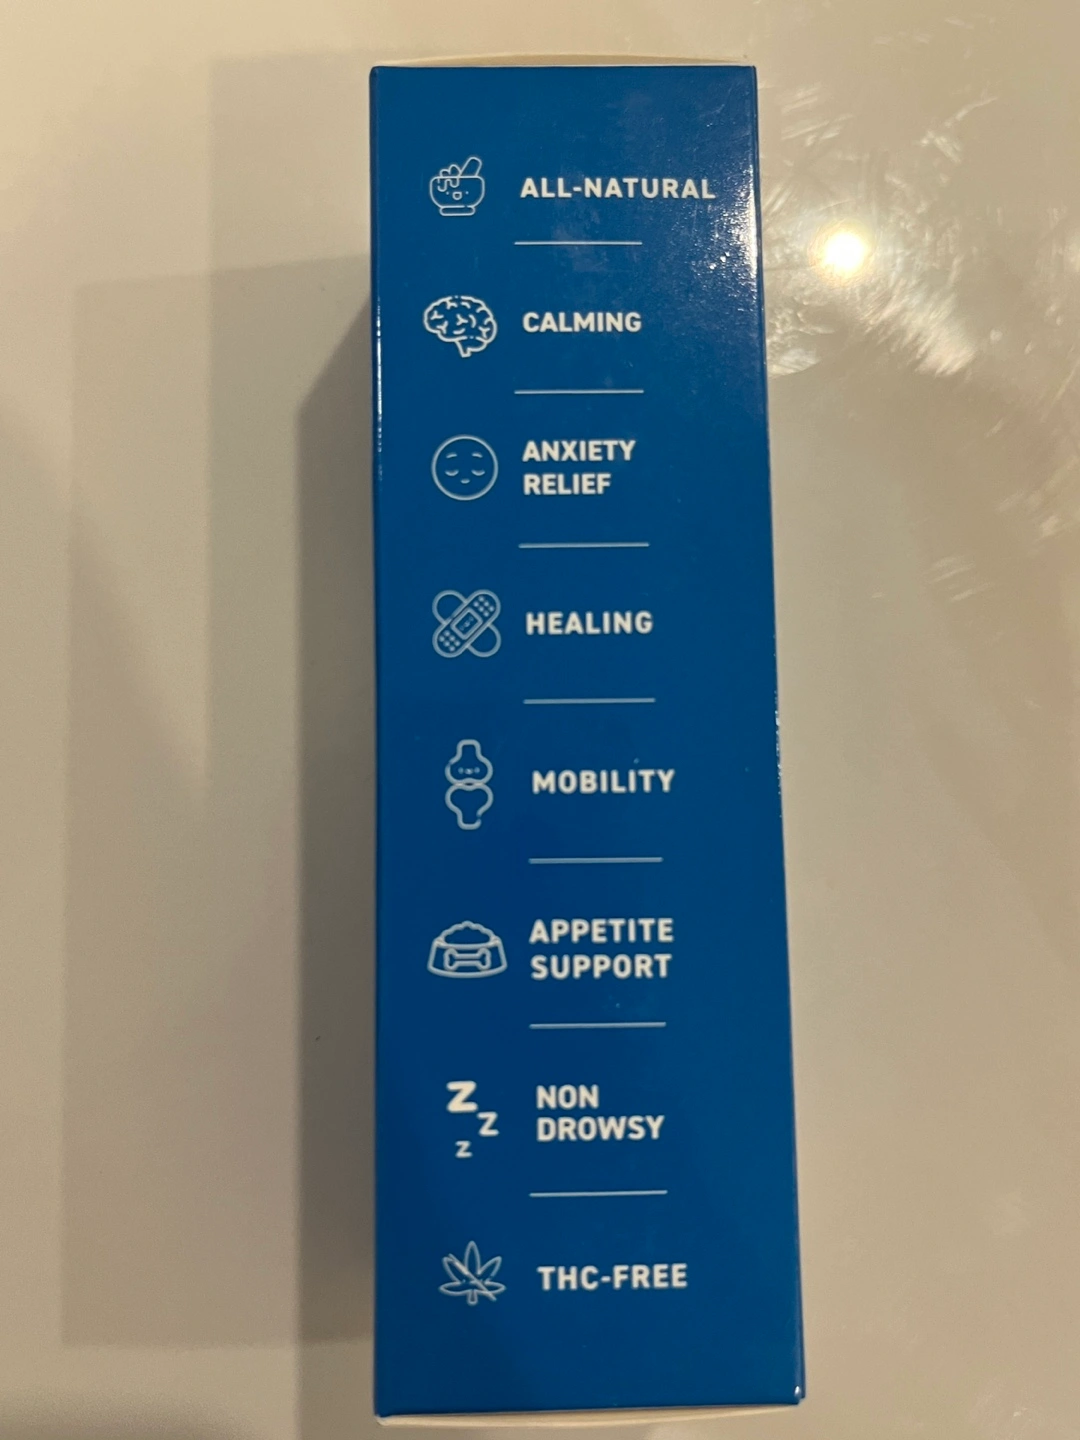 ALL-NATURAL
CALMING
ANXIETY
RELIEF
HEALING
MOBILITY
APPETITE
SUPPORT
Z
Z
Z
NON
DROWSY
THC-FREE